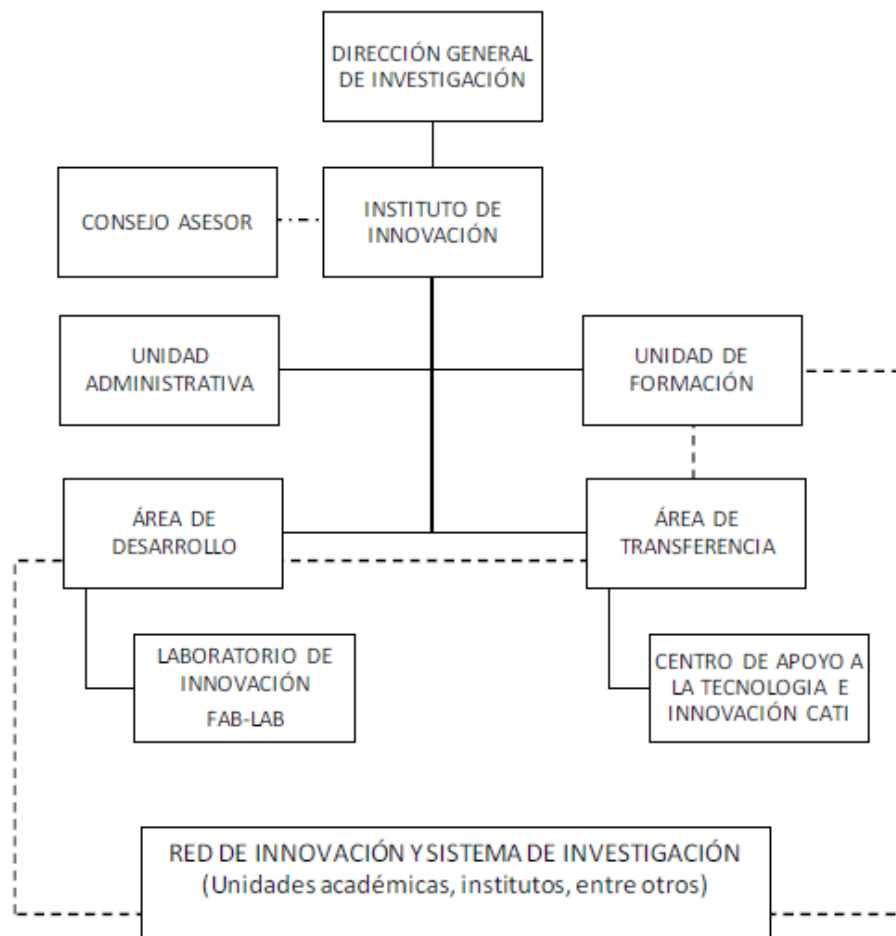 DIRECCIÓN GENERAL
DE INVESTIGACIÓN
CONSEJO ASESOR
INSTITUTO DE
INNOVACIÓN
UNIDAD
ADMINISTRATIVA
UNIDAD DE
FORMACIÓN
ÁREA DE
DESARROLLO
ÁREA DE
TRANSFERENCIA
LABORATORIO DE
INNOVACIÓN
FAB-LAB
CENTRO DE APOYO A
LA TECNOLOGIA E
INNOVACIÓN CATI
RED DE INNOVACIÓN Y SISTEMA DE INVESTIGACIÓN
(Unidades académicas, institutos, entre otros)